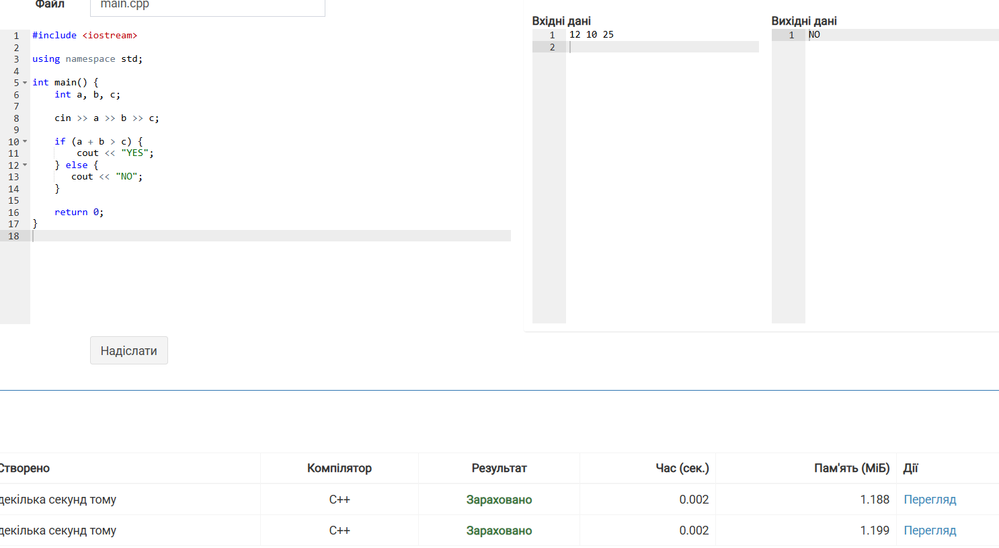 Файл main.cpp
1 #include <iostream>
2
3 using namespace std;
4
5 int main() {
6     int a, b, c;
7
8     cin >> a >> b >> c;
9
10     if (a + b > c) {
11         cout << "YES";
12     } else {
13        cout << "NO";
14     }
15
16     return 0;
17 }
18
Надіслати
Вхідні дані
1 12 10 25
2
Вихідні дані
1 NO
Створено Компілятор Результат Час (сек.) Пам'ять (МіБ) Дії
декілька секунд тому C++ Зараховано 0.002 1.188 Перегляд
декілька секунд тому C++ Зараховано 0.002 1.199 Перегляд